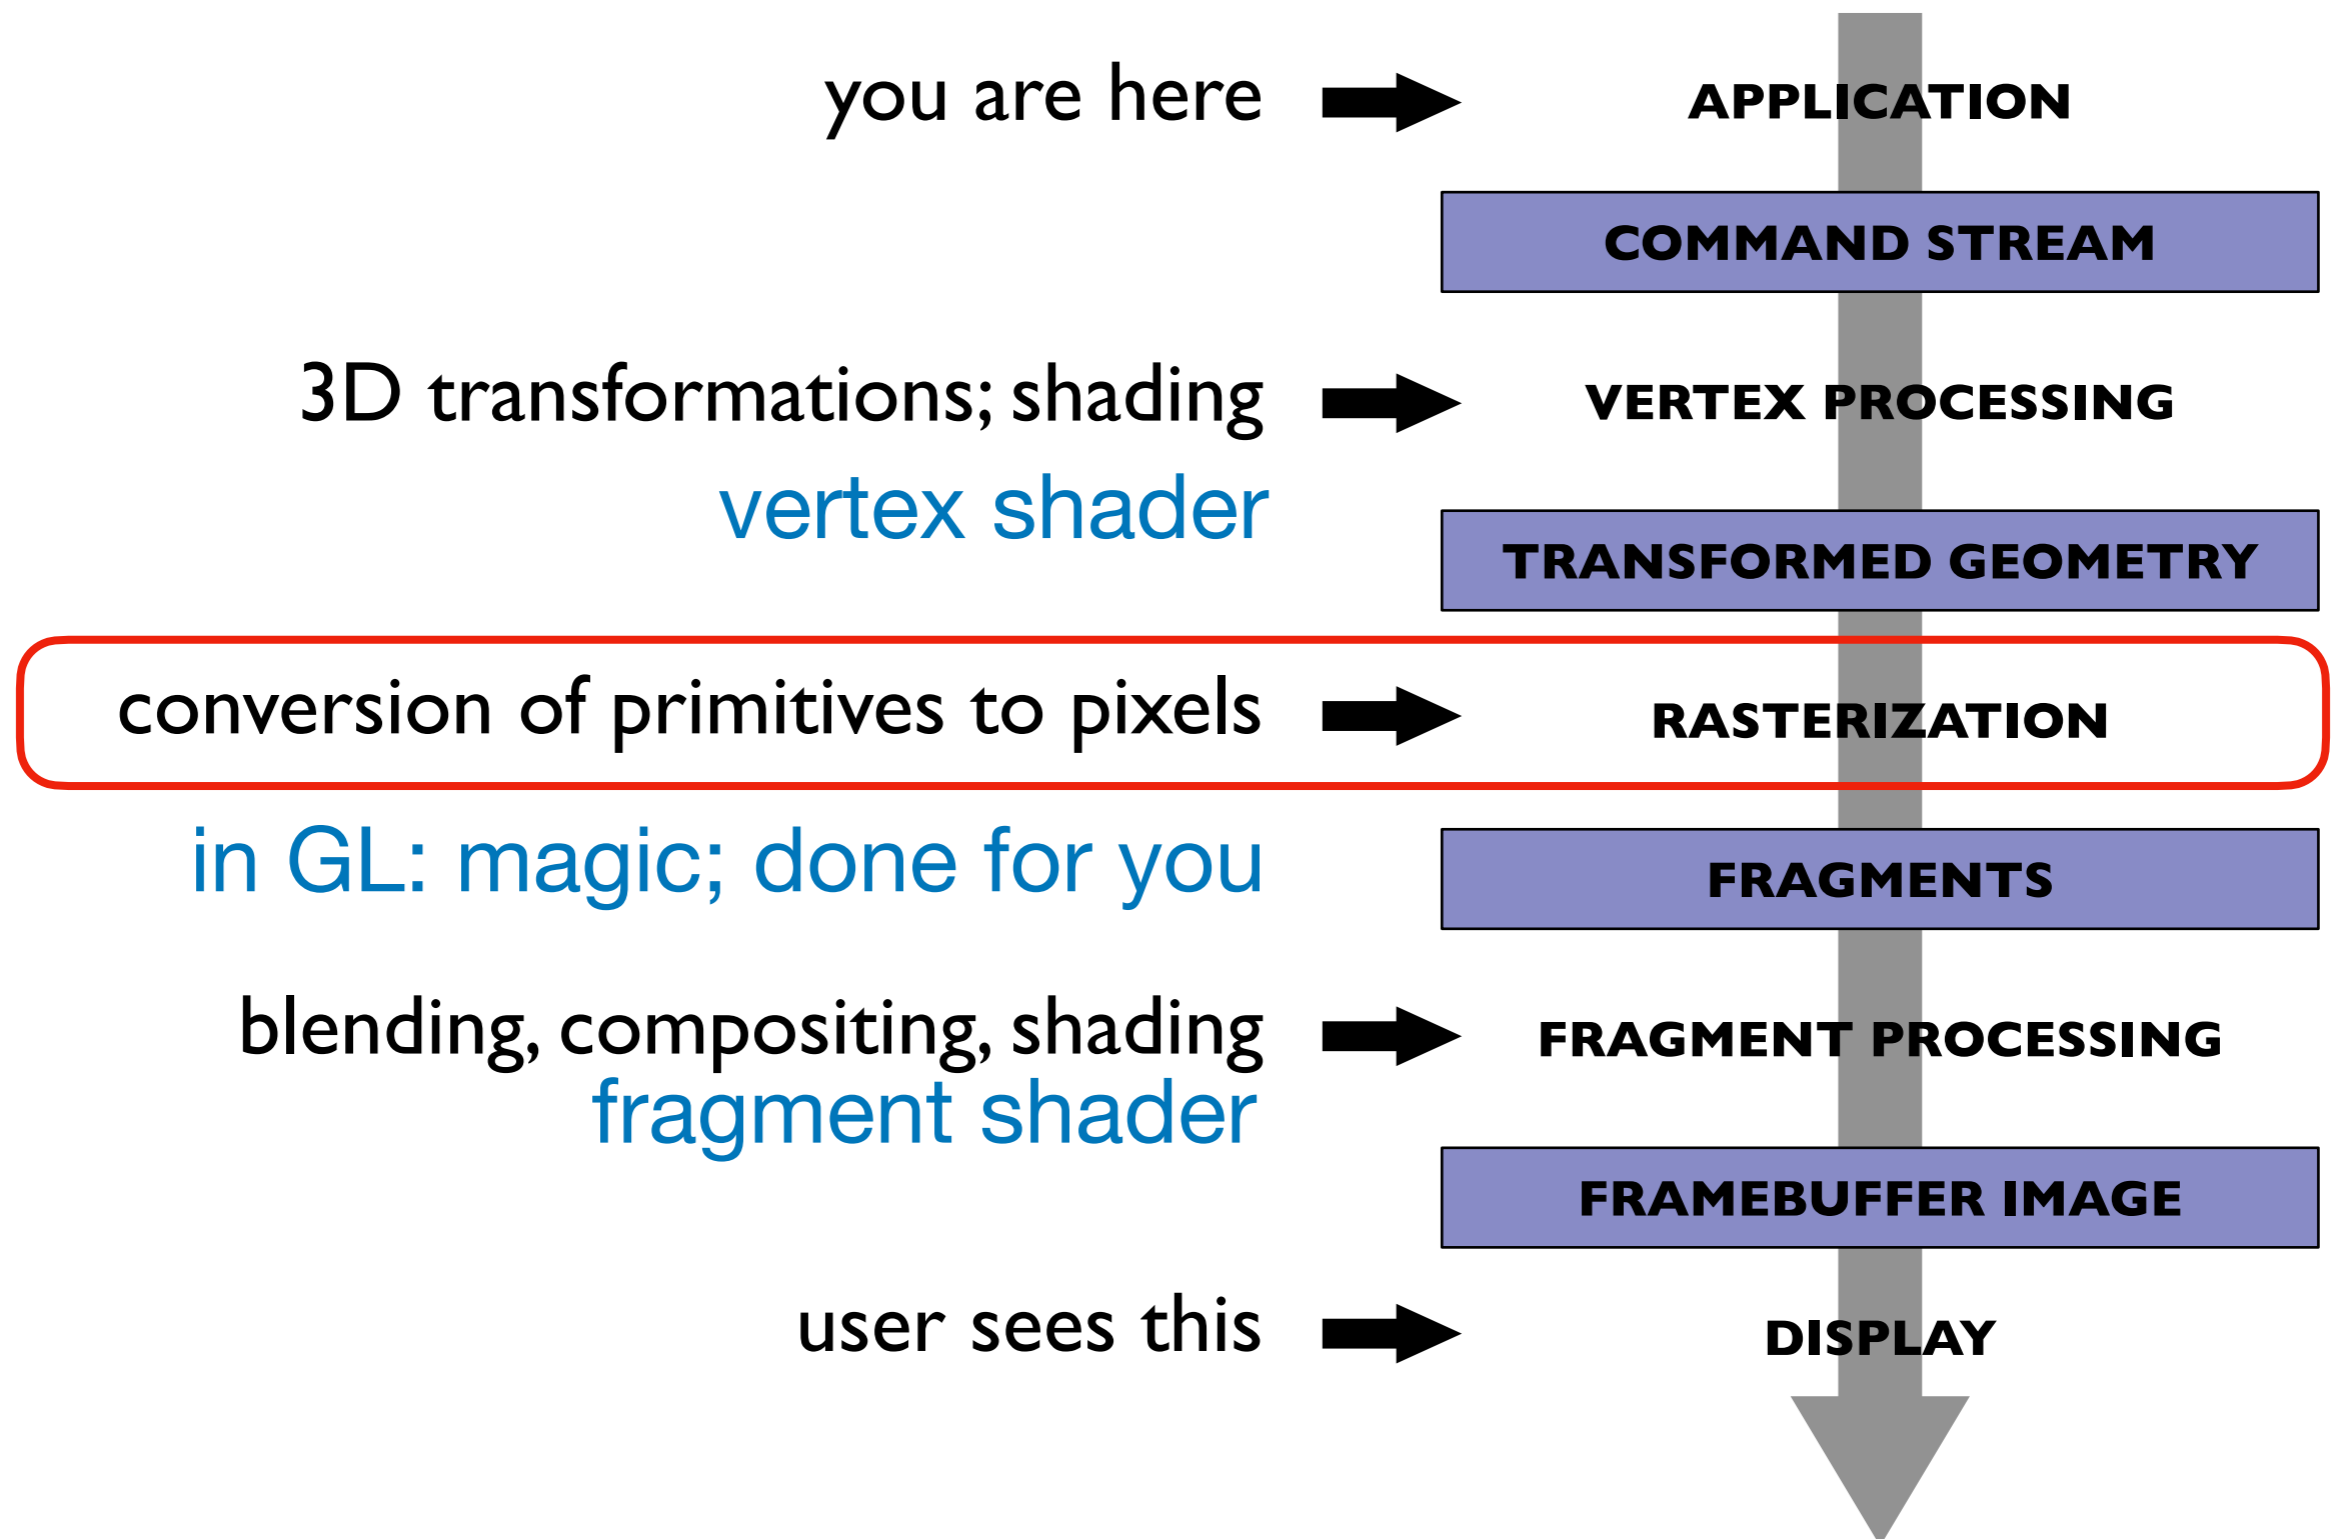 you are here
APPLICATION
COMMAND STREAM
3D transformations; shading
VERTEX PROCESSING
vertex shader
TRANSFORMED GEOMETRY
conversion of primitives to pixels
RASTERIZATION
in GL: magic; done for you
FRAGMENTS
blending, compositing, shading
FRAGMENT PROCESSING
fragment shader
FRAMEBUFFER IMAGE
user sees this
DISPLAY